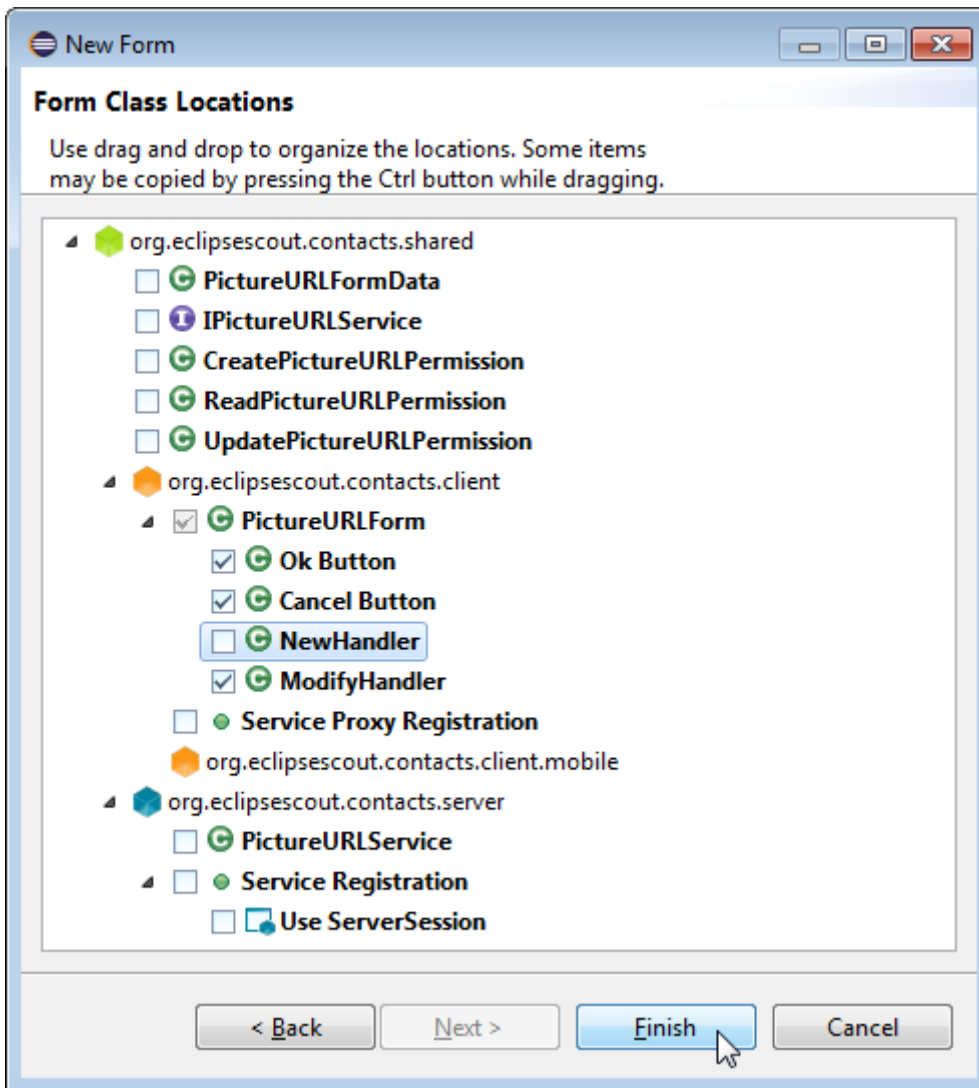 New Form
Form Class Locations
Use drag and drop to organize the locations. Some items
may be copied by pressing the Ctrl button while dragging.
org.eclipsescout.contacts.shared
PictureURLFormData
IPictureURLService
CreatePictureURLPermission
ReadPictureURLPermission
UpdatePictureURLPermission
org.eclipsescout.contacts.client
PictureURLForm
Ok Button
Cancel Button
NewHandler
ModifyHandler
Service Proxy Registration
org.eclipsescout.contacts.client.mobile
org.eclipsescout.contacts.server
PictureURLService
Service Registration
Use ServerSession
< Back Next > Finish Cancel